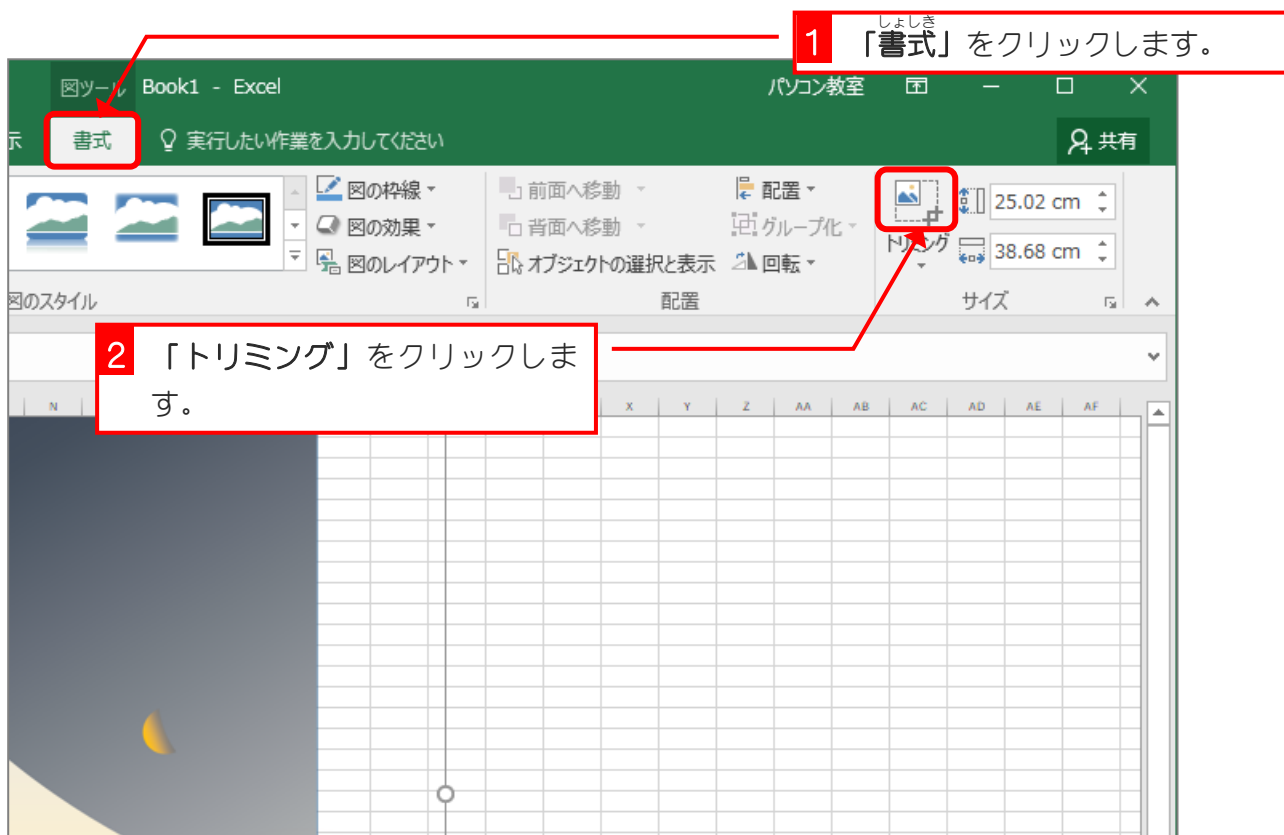 しょしき
1 「書式」をクリックします。
図ツール Book1 - Excel パソコン教室
示 書式 実行したい作業を入力してください 共有
図の枠線 前面へ移動 配置 25.02 cm
図の効果 背面へ移動 グループ化 トリミング
図のレイアウト オブジェクトの選択と表示 回転 38.68 cm
図のスタイル 配置 サイズ
2 「トリミング」をクリックしま
す。
N X Y Z AA AB AC AD AE AF